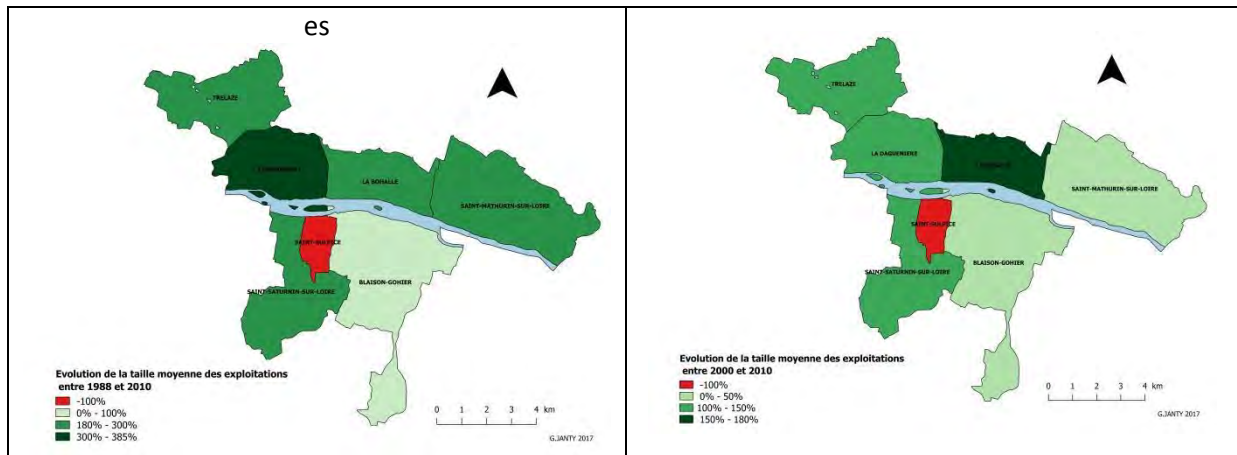 es
TRELAZE
LA BOHALLE
SAINT-MATHURIN-SUR-LOIRE
SAINT-SULPICE
BLAISON-GOHIER
SAINT-SATURNIN-SUR-LOIRE
Evolution de la taille moyenne des exploitations
entre 1988 et 2010
-100%
0% - 100%
180% - 300%
300% - 385%
0 1 2 3 4 km
G.JANTY 2017
TRELAZE
LA DAGUENIERE
SAINT-MATHURIN-SUR-LOIRE
SAINT-SULPICE
BLAISON-GOHIER
SAINT-SATURNIN-SUR-LOIRE
Evolution de la taille moyenne des exploitations
entre 2000 et 2010
-100%
0% - 50%
100% - 150%
150% - 180%
0 1 2 3 4 km
G.JANTY 2017